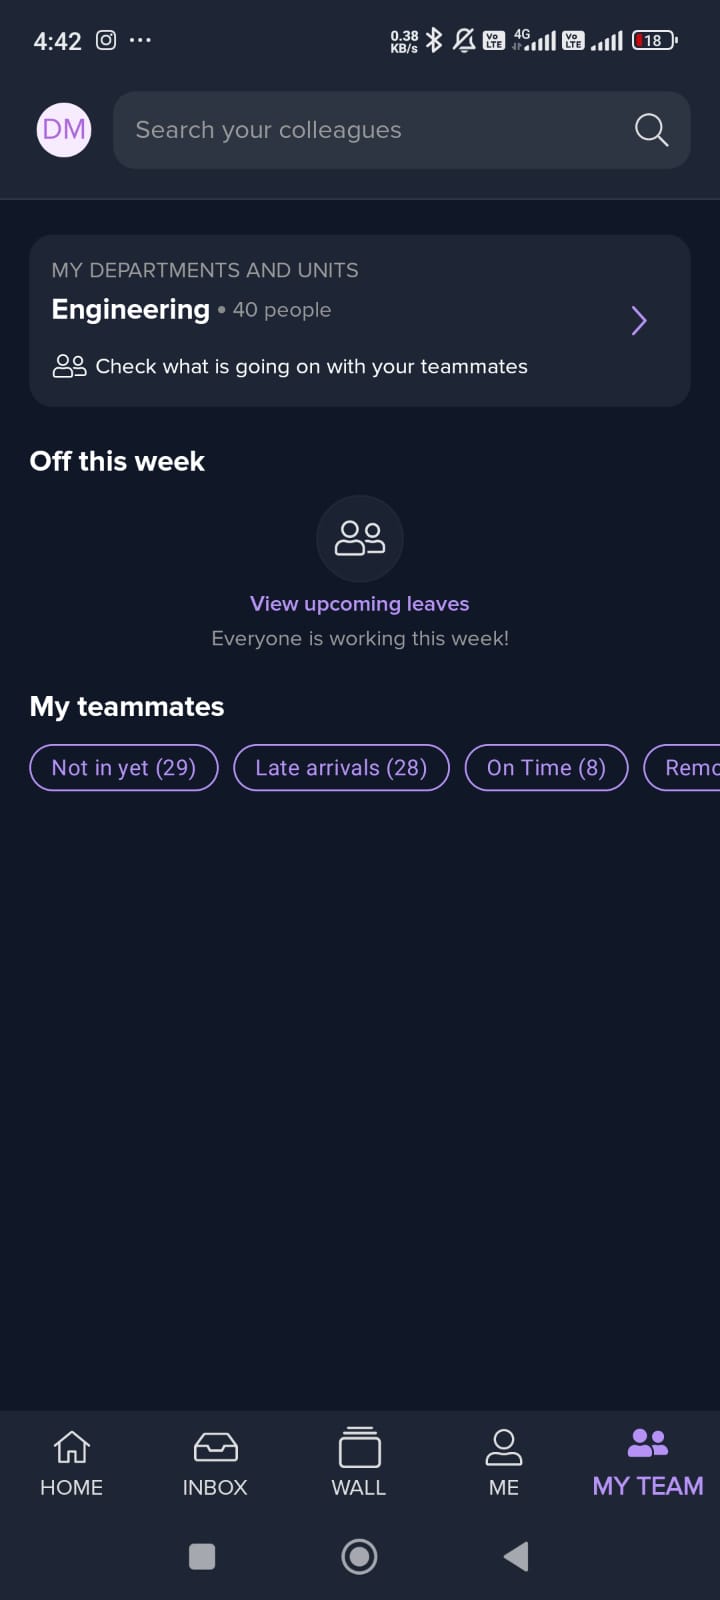 4:42
0.38
KB/s
Vo
LTE
4G
Vo
LTE
18
DM
Search your colleagues
MY DEPARTMENTS AND UNITS
Engineering • 40 people
Check what is going on with your teammates
Off this week
View upcoming leaves
Everyone is working this week!
My teammates
Not in yet (29) Late arrivals (28) On Time (8) Remo
HOME INBOX WALL ME MY TEAM